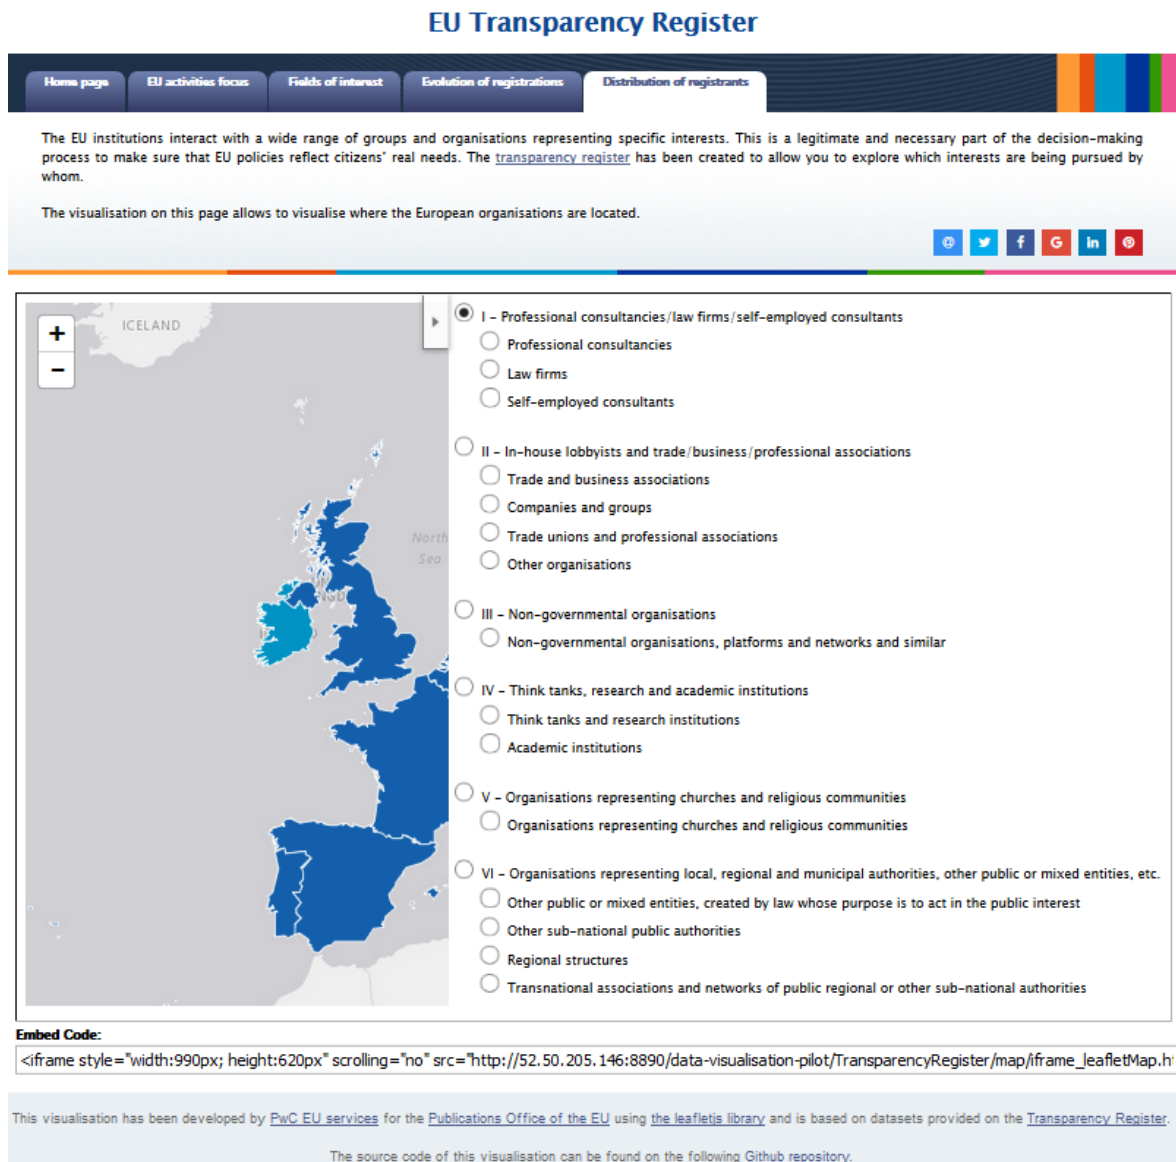 EU Transparency Register
Home page
EU activities focus
Fields of interest
Evolution of registrations
Distribution of registrants
The EU institutions interact with a wide range of groups and organisations representing specific interests. This is a legitimate and necessary part of the decision-making
process to make sure that EU policies reflect citizens' real needs. The transparency register has been created to allow you to explore which interests are being pursued by
whom.
The visualisation on this page allows to visualise where the European organisations are located.
+
−
ICELAND
North
Sea
I - Professional consultancies/law firms/self-employed consultants
Professional consultancies
Law firms
Self-employed consultants
II - In-house lobbyists and trade/business/professional associations
Trade and business associations
Companies and groups
Trade unions and professional associations
Other organisations
III - Non-governmental organisations
Non-governmental organisations, platforms and networks and similar
IV - Think tanks, research and academic institutions
Think tanks and research institutions
Academic institutions
V - Organisations representing churches and religious communities
Organisations representing churches and religious communities
VI - Organisations representing local, regional and municipal authorities, other public or mixed entities, etc.
Other public or mixed entities, created by law whose purpose is to act in the public interest
Other sub-national public authorities
Regional structures
Transnational associations and networks of public regional or other sub-national authorities
Embed Code:
<iframe style="width:990px; height:620px" scrolling="no" src="http://52.50.205.146:8890/data-visualisation-pilot/TransparencyRegister/map/iframe_leafletMap.h
This visualisation has been developed by PwC EU services for the Publications Office of the EU using the leafletjs library and is based on datasets provided on the Transparency Register.
The source code of this visualisation can be found on the following Github repository.